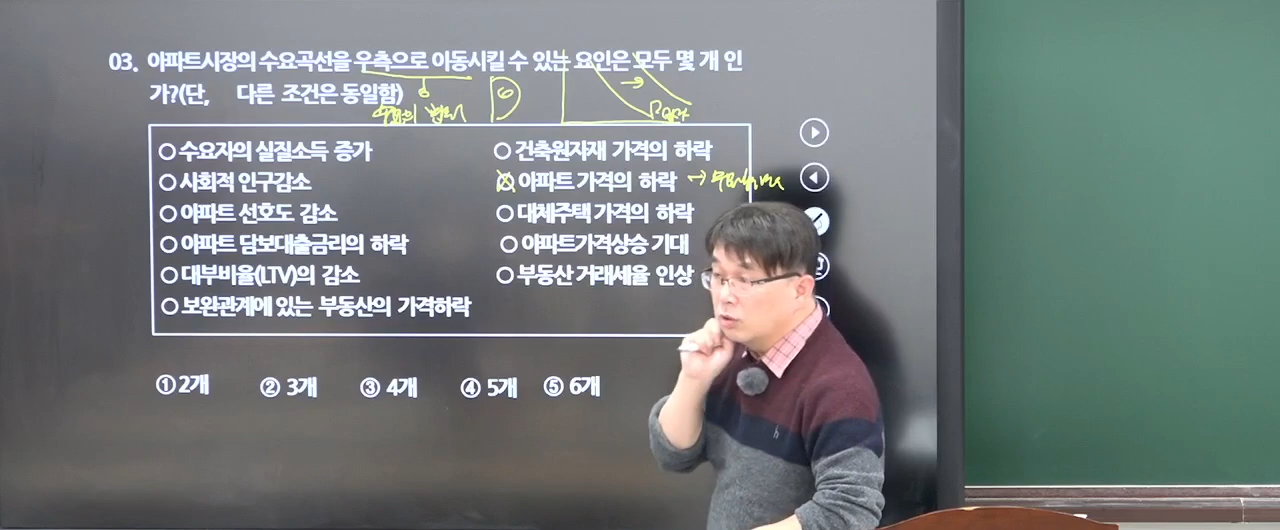 03. 아파트시장의 수요곡선을 우측으로 이동시킬 수 있는 요인은 모두 몇 개 인
가?(단, 다른 조건은 동일함)
○ 수요자의 실질소득 증가
○ 건축원자재 가격의 하락
○ 사회적 인구감소
○ 아파트 가격의 하락
○ 아파트 선호도 감소
○ 대체주택 가격의 하락
○ 아파트 담보대출금리의 하락
○ 아파트가격상승 기대
○ 대부비율(LTV)의 감소
○ 부동산 거래세율 인상
○ 보완관계에 있는 부동산의 가격하락
① 2개 ② 3개 ③ 4개 ④ 5개 ⑤ 6개